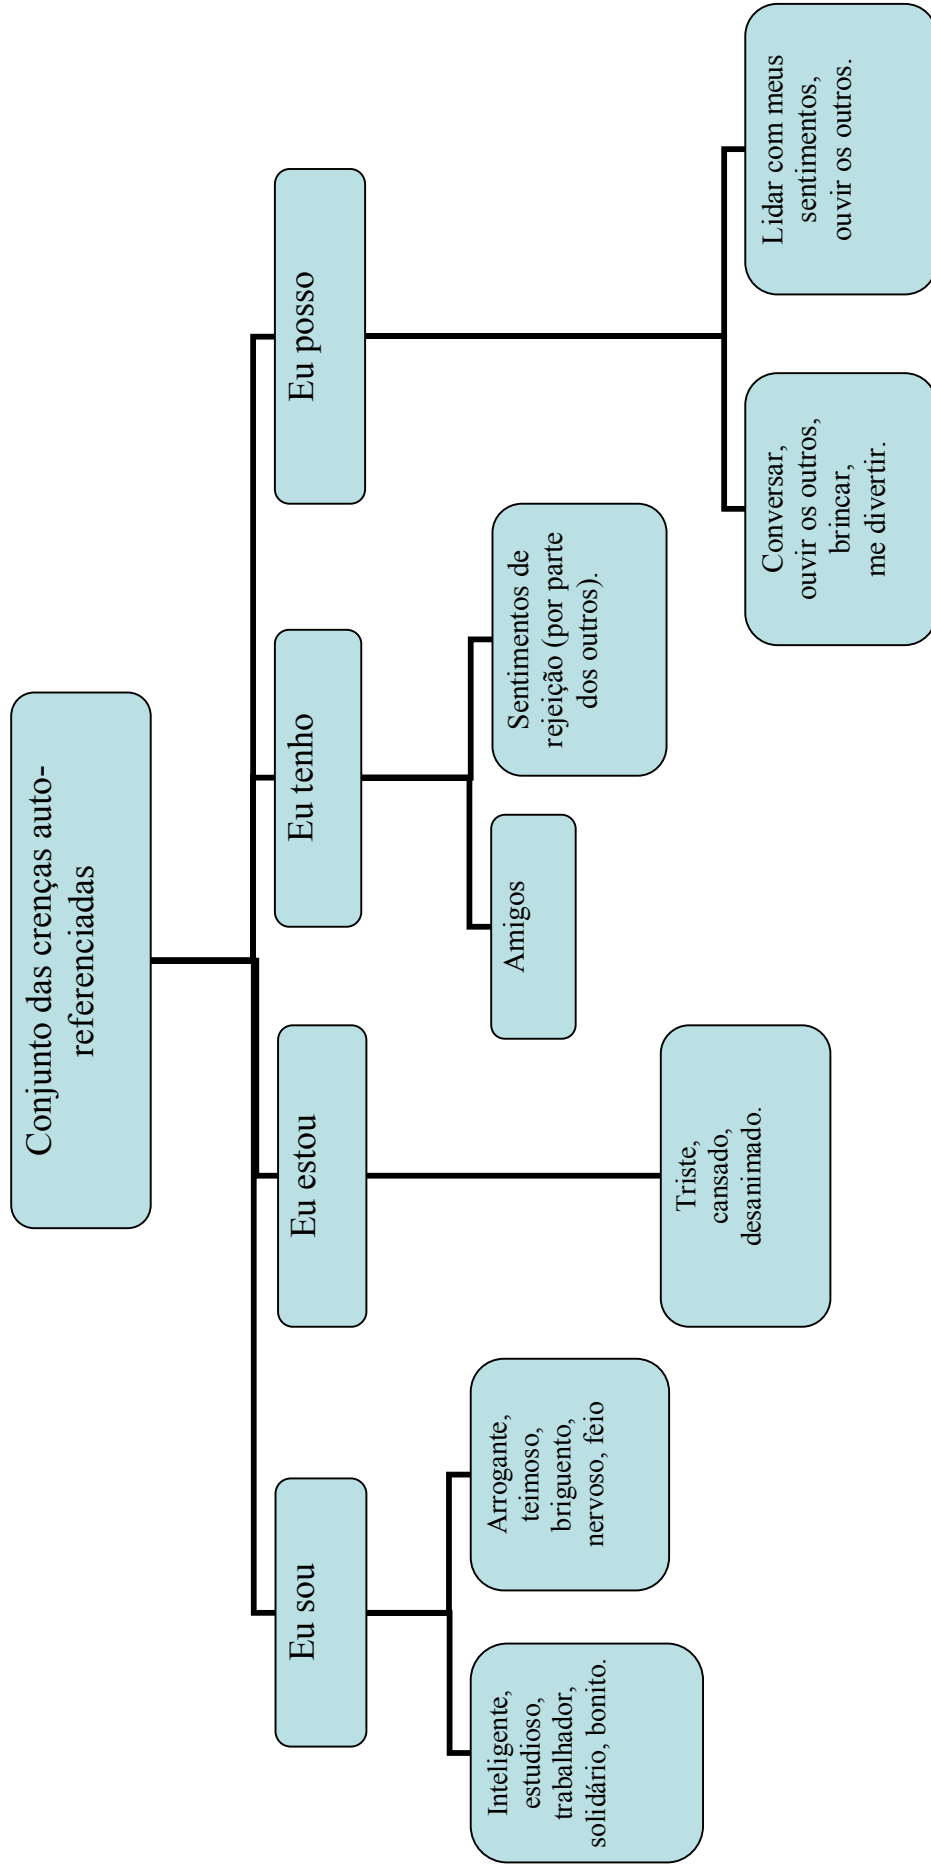 Conjunto das crenças auto-
referenciadas
Eu sou
Eu estou
Eu tenho
Eu posso
Inteligente,
estudioso,
trabalhador,
solidário, bonito.
Arrogante,
teimoso,
briguento,
nervoso, feio
Triste,
cansado,
desanimado.
Amigos
Sentimentos de
rejeição (por parte
dos outros).
Conversar,
ouvir os outros,
brincar,
me divertir.
Lidar com meus
sentimentos,
ouvir os outros.